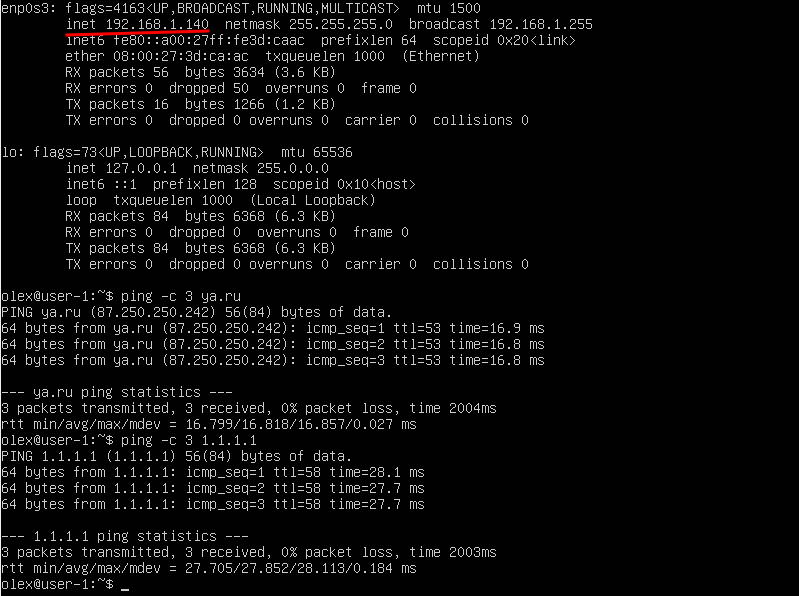 enp0s3: flags=4163<UP,BROADCAST,RUNNING,MULTICAST>  mtu 1500
        inet 192.168.1.140  netmask 255.255.255.0  broadcast 192.168.1.255
        inet6 fe80::a00:27ff:fe3d:caac  prefixlen 64  scopeid 0x20<link>
        ether 08:00:27:3d:ca:ac  txqueuelen 1000  (Ethernet)
        RX packets 56  bytes 3634 (3.6 KB)
        RX errors 0  dropped 50  overruns 0  frame 0
        TX packets 16  bytes 1266 (1.2 KB)
        TX errors 0  dropped 0 overruns 0  carrier 0  collisions 0

lo: flags=73<UP,LOOPBACK,RUNNING>  mtu 65536
        inet 127.0.0.1  netmask 255.0.0.0
        inet6 ::1  prefixlen 128  scopeid 0x10<host>
        loop  txqueuelen 1000  (Local Loopback)
        RX packets 84  bytes 6368 (6.3 KB)
        RX errors 0  dropped 0  overruns 0  frame 0
        TX packets 84  bytes 6368 (6.3 KB)
        TX errors 0  dropped 0 overruns 0  carrier 0  collisions 0

olex@user-1:~$ ping -c 3 ya.ru
PING ya.ru (87.250.250.242) 56(84) bytes of data.
64 bytes from ya.ru (87.250.250.242): icmp_seq=1 ttl=53 time=16.9 ms
64 bytes from ya.ru (87.250.250.242): icmp_seq=2 ttl=53 time=16.8 ms
64 bytes from ya.ru (87.250.250.242): icmp_seq=3 ttl=53 time=16.8 ms

--- ya.ru ping statistics ---
3 packets transmitted, 3 received, 0% packet loss, time 2004ms
rtt min/avg/max/mdev = 16.799/16.818/16.857/0.027 ms
olex@user-1:~$ ping -c 3 1.1.1.1
PING 1.1.1.1 (1.1.1.1) 56(84) bytes of data.
64 bytes from 1.1.1.1: icmp_seq=1 ttl=58 time=28.1 ms
64 bytes from 1.1.1.1: icmp_seq=2 ttl=58 time=27.7 ms
64 bytes from 1.1.1.1: icmp_seq=3 ttl=58 time=27.7 ms

--- 1.1.1.1 ping statistics ---
3 packets transmitted, 3 received, 0% packet loss, time 2003ms
rtt min/avg/max/mdev = 27.705/27.852/28.113/0.184 ms
olex@user-1:~$ _